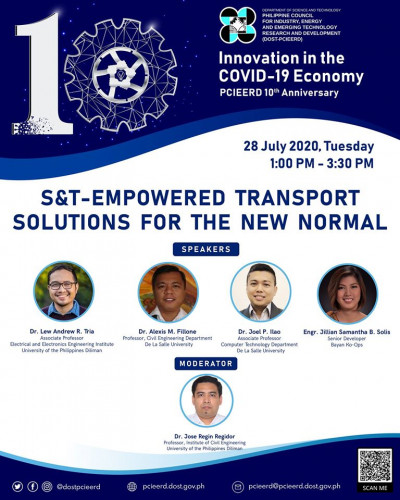 10
DEPARTMENT OF SCIENCE AND TECHNOLOGY
PHILIPPINE COUNCIL
FOR INDUSTRY, ENERGY
AND EMERGING TECHNOLOGY
RESEARCH AND DEVELOPMENT
(DOST-PCIEERD)
Innovation in the
COVID-19 Economy
PCIEERD 10th Anniversary
28 July 2020, Tuesday
1:00 PM - 3:30 PM
S&T-EMPOWERED TRANSPORT
SOLUTIONS FOR THE NEW NORMAL
SPEAKERS
Dr. Lew Andrew R. Tria
Associate Professor
Electrical and Electronics Engineering Institute
University of the Philippines Diliman
Dr. Alexis M. Fillone
Professor, Civil Engineering Department
De La Salle University
Dr. Joel P. Ilao
Associate Professor
Computer Technology Department
De La Salle University
Engr. Jillian Samantha B. Solis
Senior Developer
Bayan Ko-Ops
MODERATOR
Dr. Jose Regin Regidor
Professor, Institute of Civil Engineering
University of the Philippines Diliman
@dostpcieerd
pcieerd.dost.gov.ph
pcieerd@pcieerd.dost.gov.ph
SCAN ME